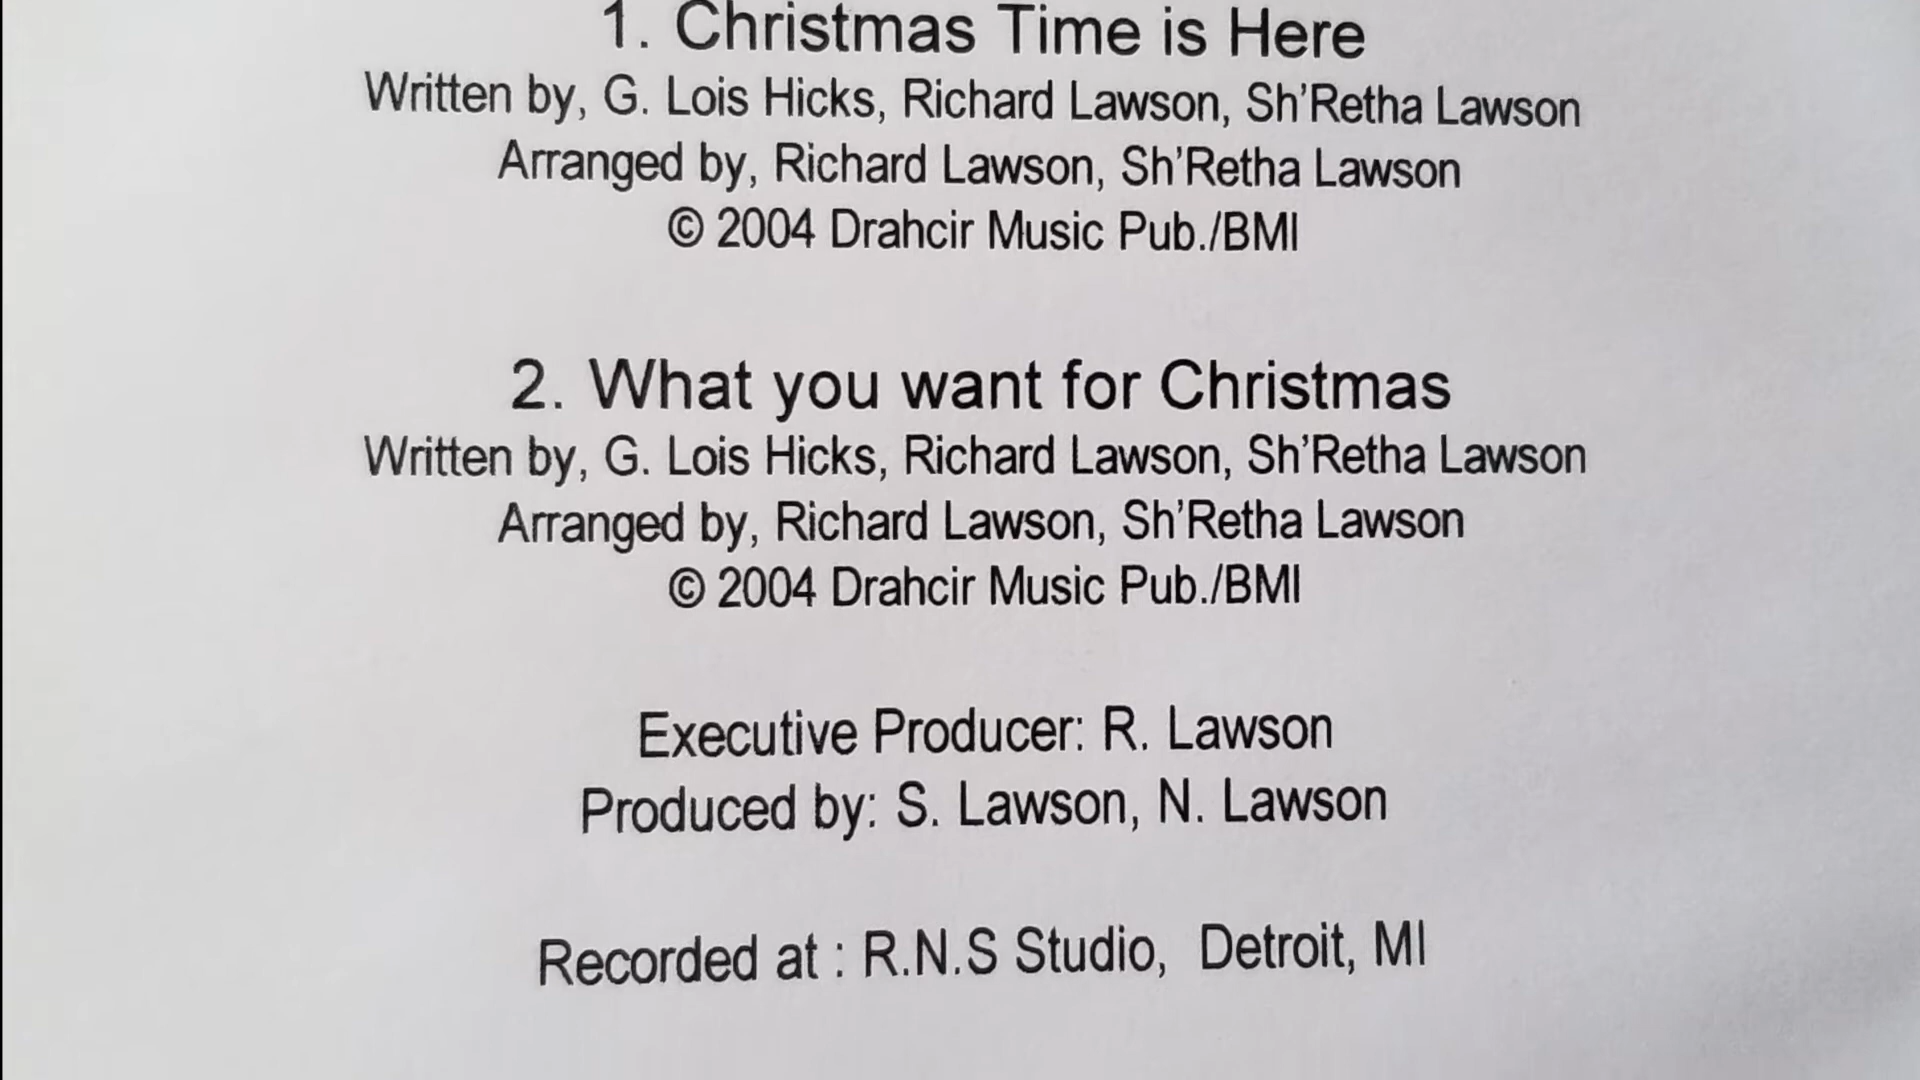 1. Christmas Time is Here
Written by, G. Lois Hicks, Richard Lawson, Sh'Retha Lawson
Arranged by, Richard Lawson, Sh'Retha Lawson
© 2004 Drahcir Music Pub./BMI
2. What you want for Christmas
Written by, G. Lois Hicks, Richard Lawson, Sh'Retha Lawson
Arranged by, Richard Lawson, Sh'Retha Lawson
© 2004 Drahcir Music Pub./BMI
Executive Producer: R. Lawson
Produced by: S. Lawson, N. Lawson
Recorded at : R.N.S Studio, Detroit, MI